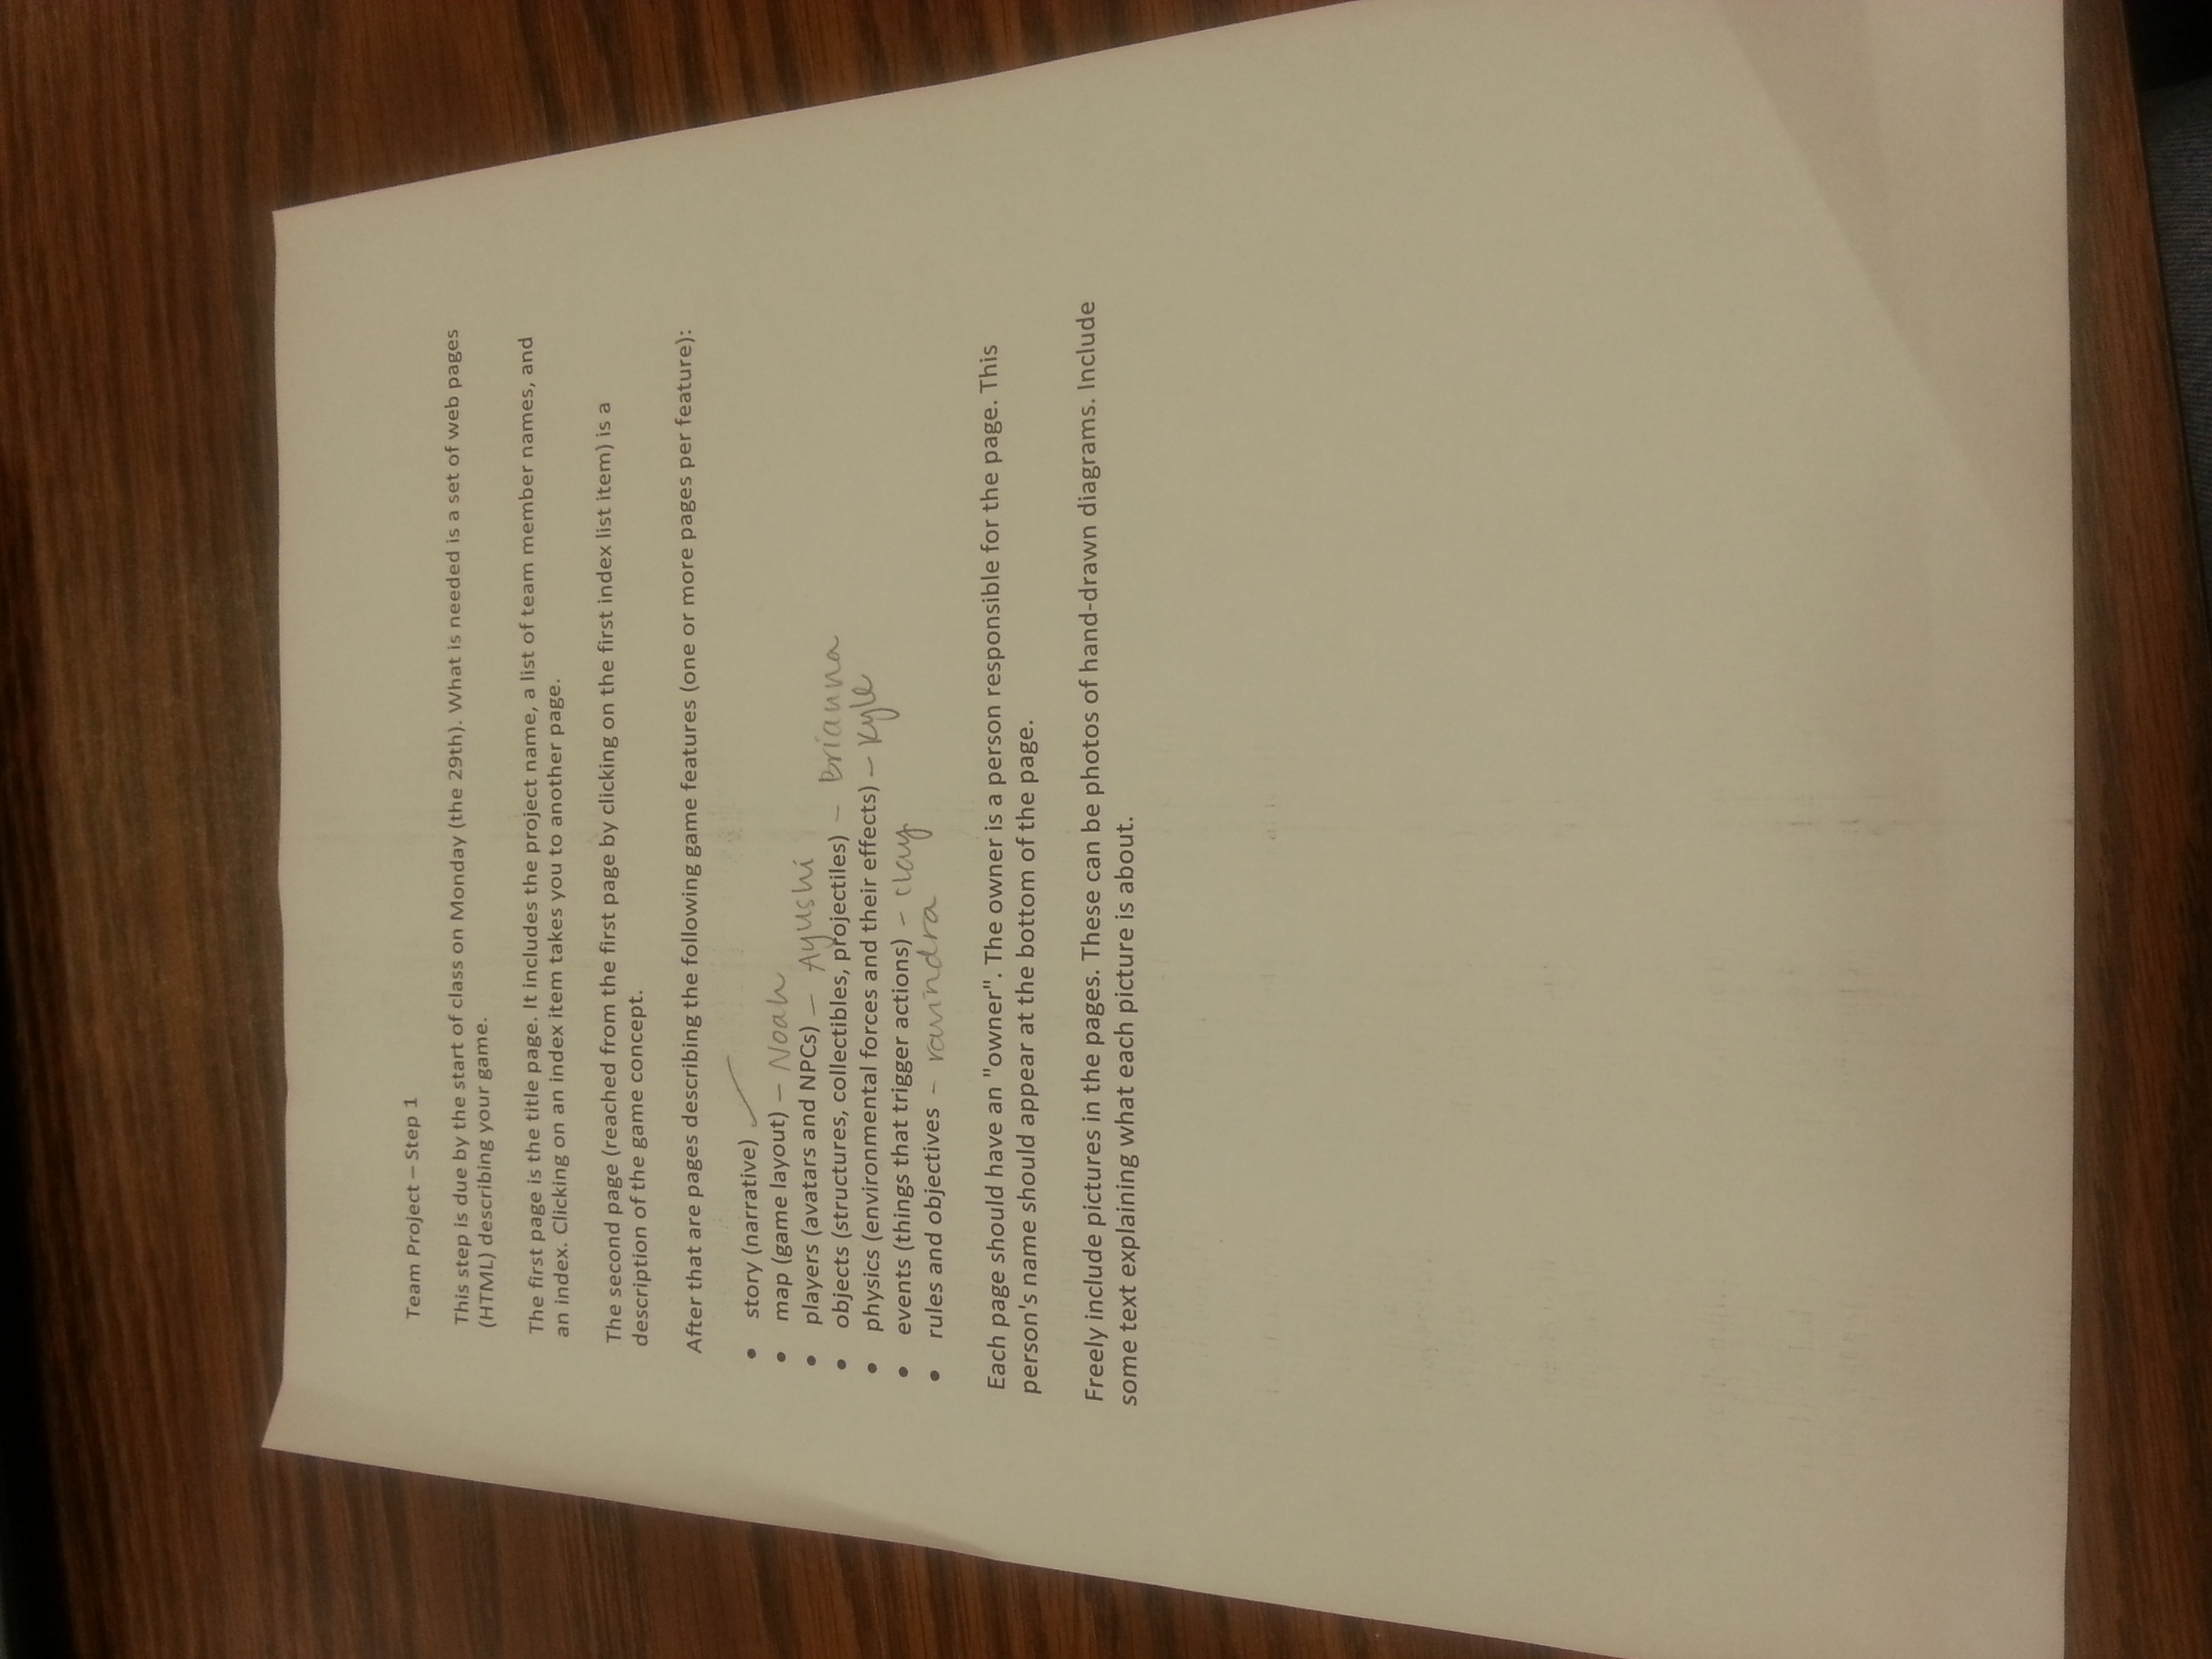 Team Project – Step 1
This step is due by the start of class on Monday (the 29th). What is needed is a set of web pages
(HTML) describing your game.
The first page is the title page. It includes the project name, a list of team member names, and
an index. Clicking on an index item takes you to another page.
The second page (reached from the first page by clicking on the first index list item) is a
description of the game concept.
After that are pages describing the following game features (one or more pages per feature):
• story (narrative) ✓
• map (game layout) – Noah
• players (avatars and NPCs) – Ayushi
• objects (structures, collectibles, projectiles) – Brianna
• physics (environmental forces and their effects) – Kyle
• events (things that trigger actions) – clay
• rules and objectives – ravindra
Each page should have an "owner". The owner is a person responsible for the page. This
person's name should appear at the bottom of the page.
Freely include pictures in the pages. These can be photos of hand-drawn diagrams. Include
some text explaining what each picture is about.